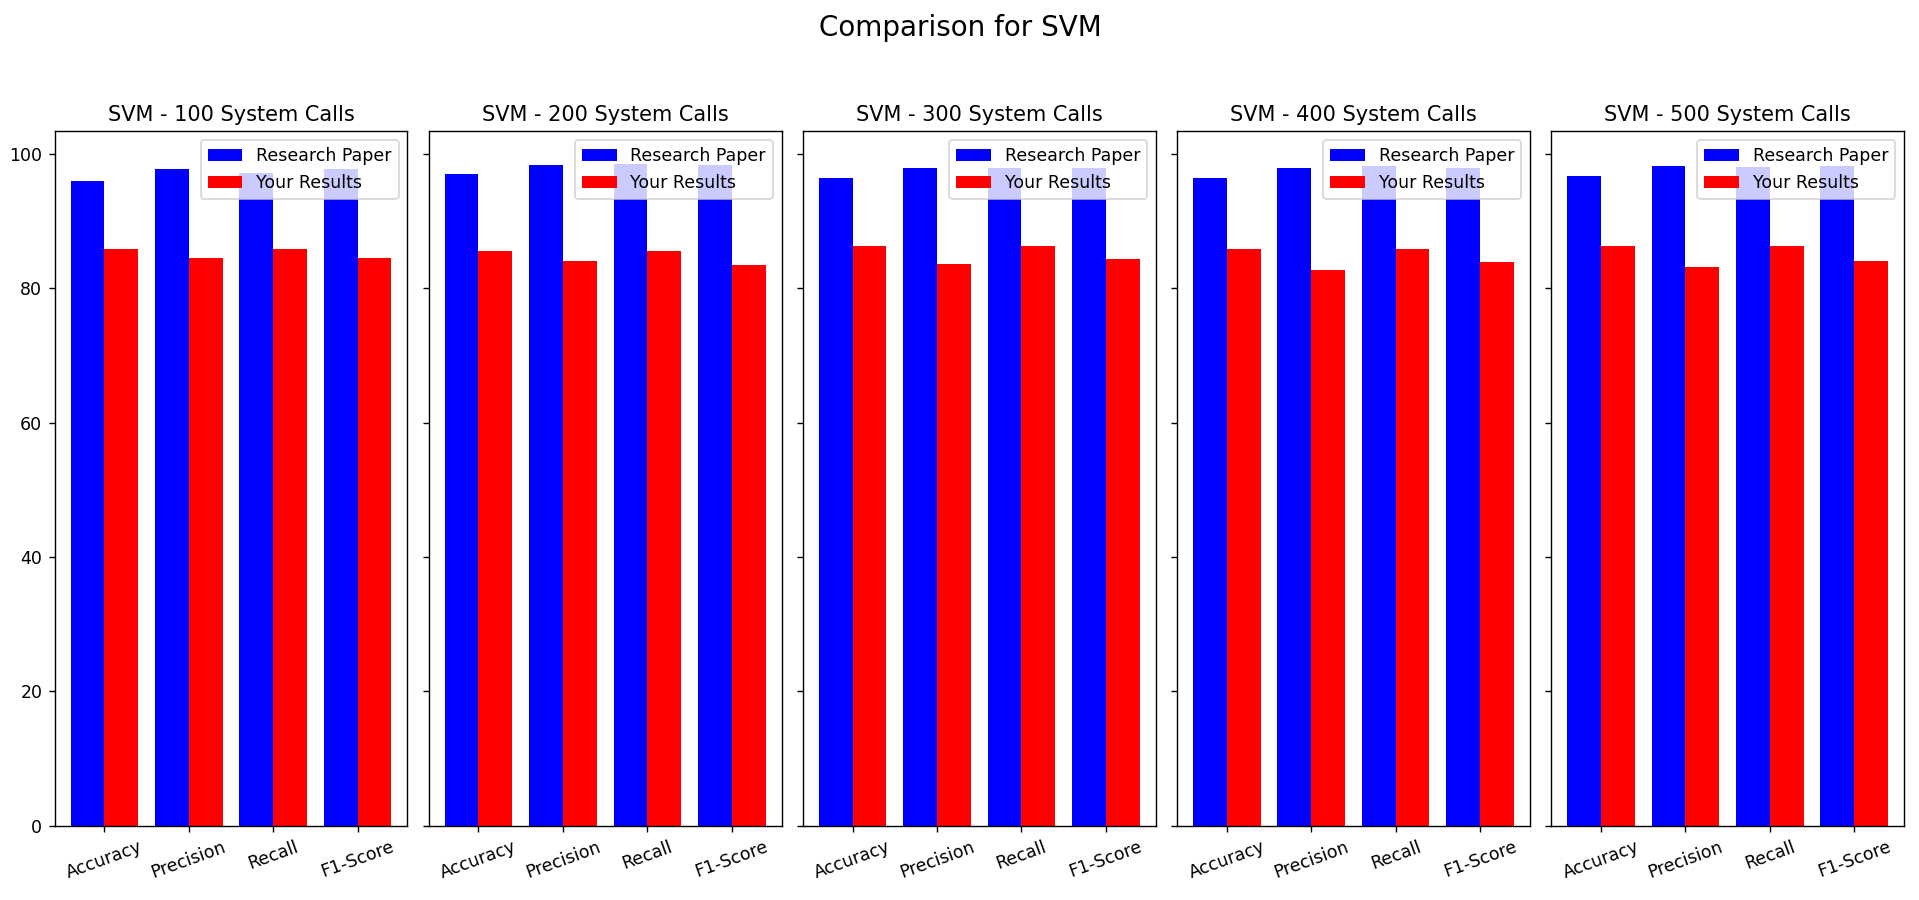 Comparison for SVM
SVM - 100 System Calls
SVM - 200 System Calls
SVM - 300 System Calls
SVM - 400 System Calls
SVM - 500 System Calls
Research Paper
Your Results
Research Paper
Your Results
Research Paper
Your Results
Research Paper
Your Results
Research Paper
Your Results
100
80
60
40
20
0
Accuracy
Precision
Recall
F1-Score
Accuracy
Precision
Recall
F1-Score
Accuracy
Precision
Recall
F1-Score
Accuracy
Precision
Recall
F1-Score
Accuracy
Precision
Recall
F1-Score